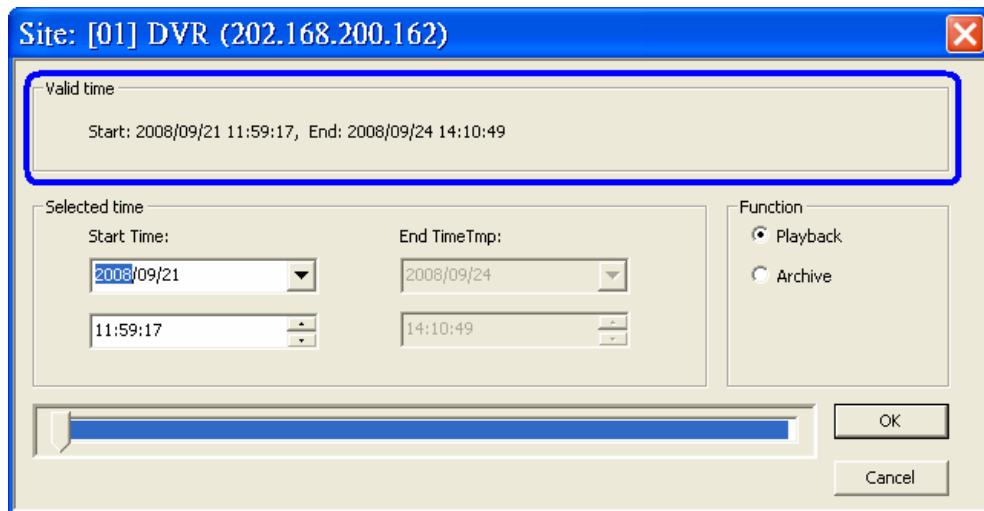 Site: [01] DVR (202.168.200.162)
Valid time
Start: 2008/09/21 11:59:17, End: 2008/09/24 14:10:49
Selected time
Function
Start Time:
End TimeTmp:
Playback
2008/09/21
2008/09/24
Archive
11:59:17
14:10:49
OK
Cancel